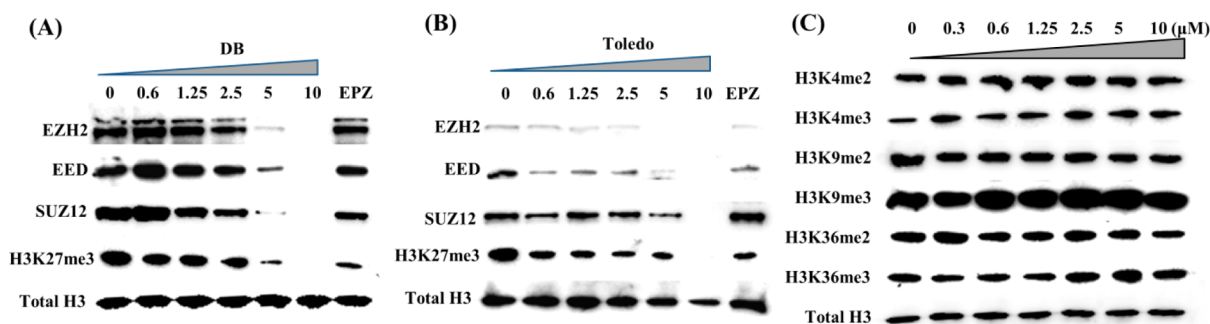 (A)
DB
0 0.6 1.25 2.5 5 10 EPZ
EZH2
EED
SUZ12
H3K27me3
Total H3
(B)
Toledo
0 0.6 1.25 2.5 5 10 EPZ
EZH2
EED
SUZ12
H3K27me3
Total H3
(C)
0 0.3 0.6 1.25 2.5 5 10 (μM)
H3K4me2
H3K4me3
H3K9me2
H3K9me3
H3K36me2
H3K36me3
Total H3